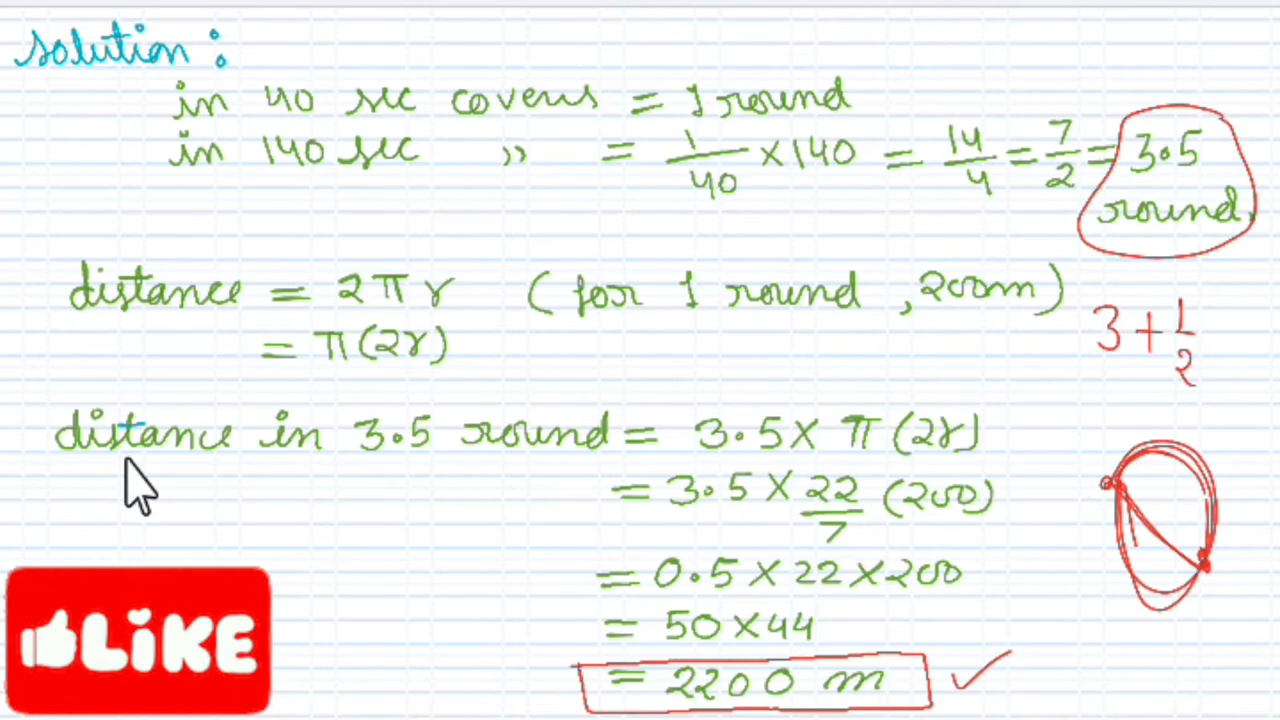 solution :
in 40 sec covers = 1 round
in 140 sec " = 1/40 × 140 = 14/4 = 7/2 = 3.5 round.
distance = 2πr (for 1 round, 200m)
= π(2r)
3 + 1/2
distance in 3.5 round = 3.5 × π(2r)
= 3.5 × 22/7 (200)
= 0.5 × 22 × 200
= 50 × 44
= 2200 m ✓
LIKE